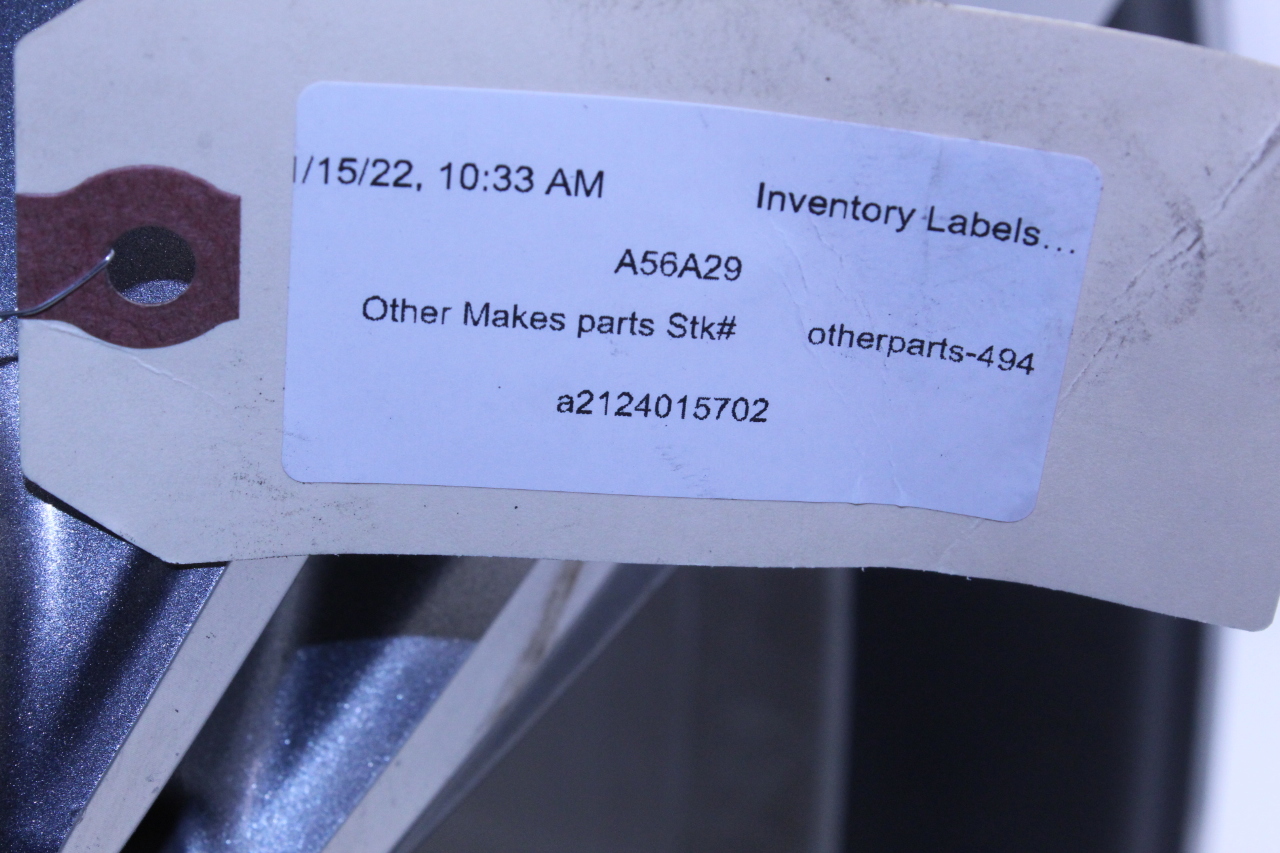 1/15/22, 10:33 AM Inventory Labels...
A56A29
Other Makes parts Stk# otherparts-494
a2124015702